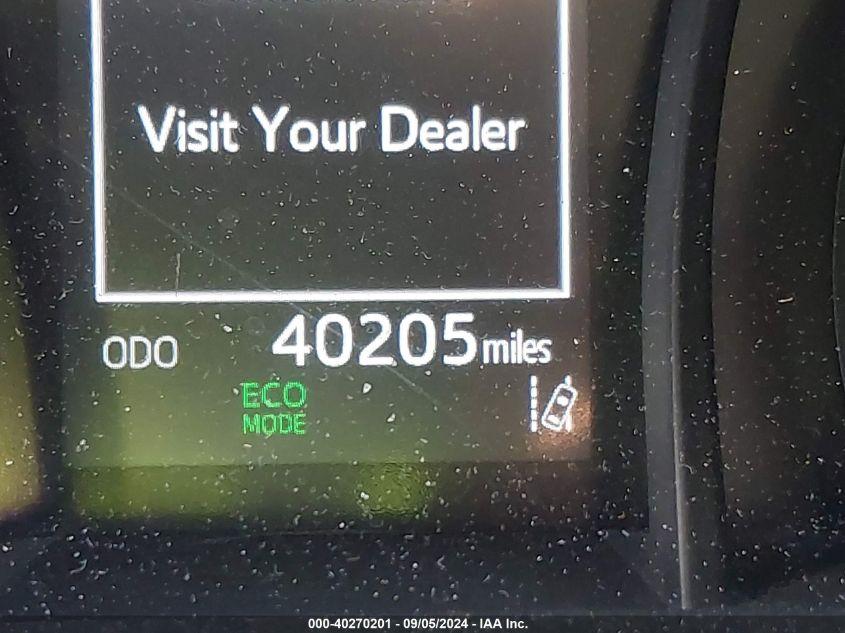 Visit Your Dealer
ODO 40205 miles
ECO
MODE
000-40270201 - 09/05/2024 - IAA Inc.